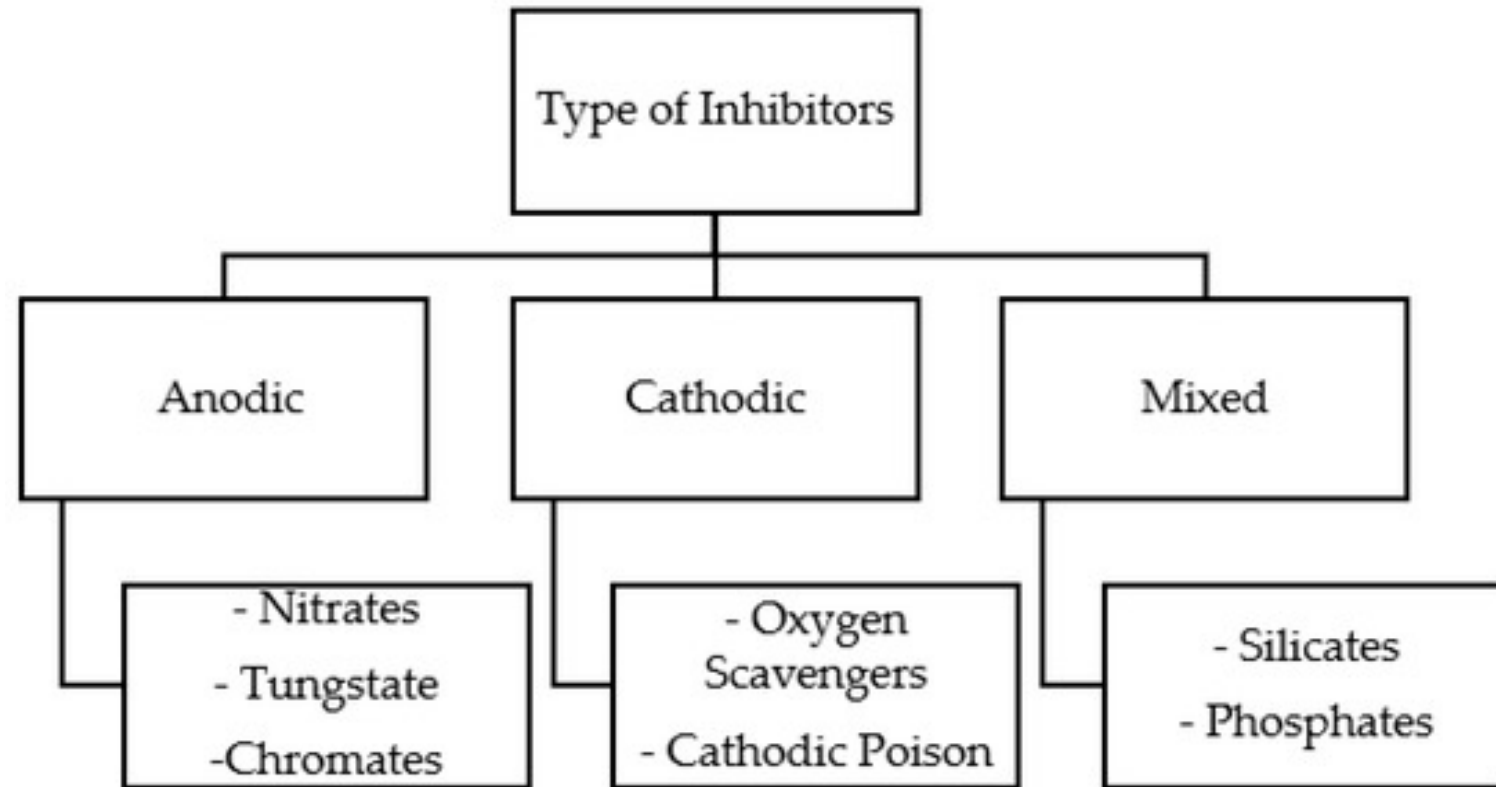 Type of Inhibitors
Anodic
Cathodic
Mixed
- Nitrates
- Tungstate
-Chromates
- Oxygen
Scavengers
- Cathodic Poison
- Silicates
- Phosphates